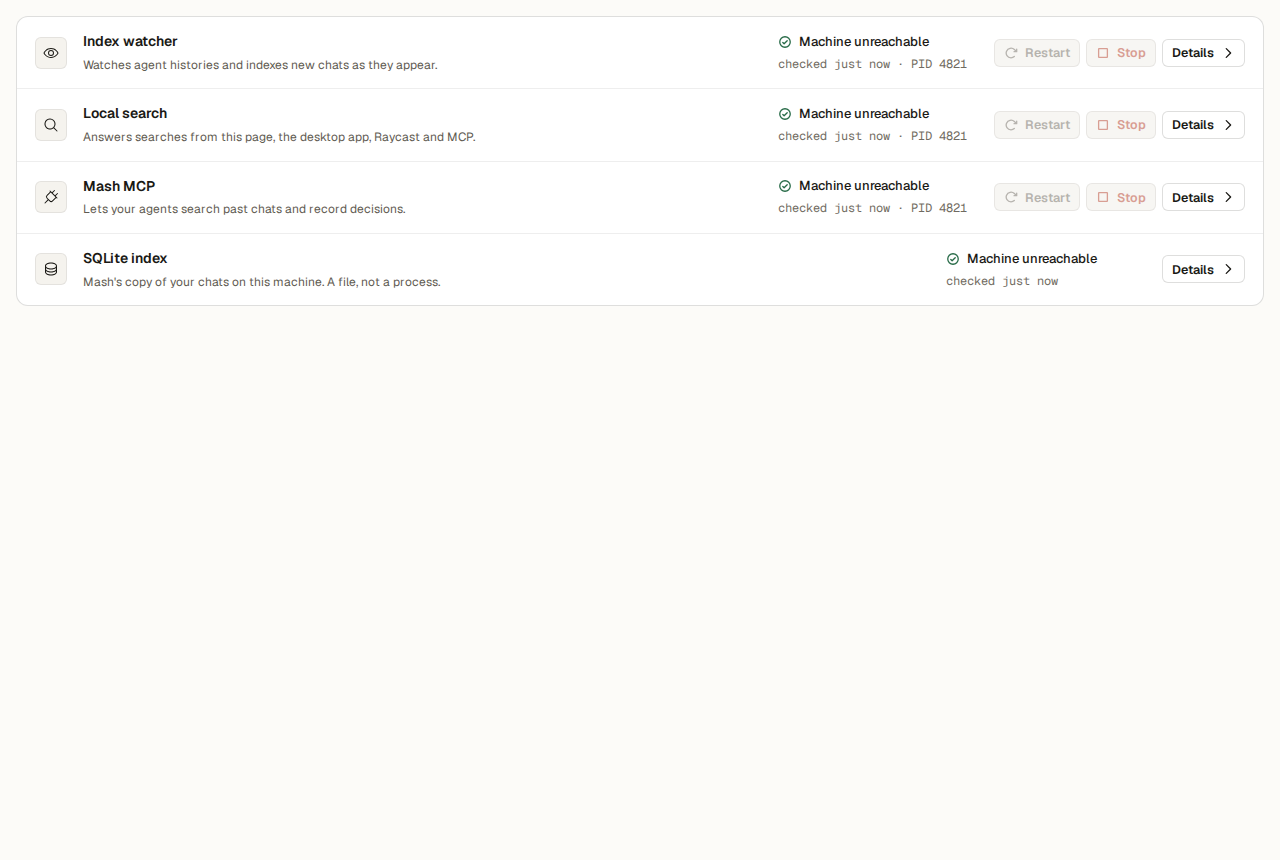 Index watcher
Machine unreachable
Restart
Stop
Details
Watches agent histories and indexes new chats as they appear.
checked just now · PID 4821
Local search
Machine unreachable
Restart
Stop
Details
Answers searches from this page, the desktop app, Raycast and MCP.
checked just now · PID 4821
Mash MCP
Machine unreachable
Restart
Stop
Details
Lets your agents search past chats and record decisions.
checked just now · PID 4821
SQLite index
Machine unreachable
Details
Mash's copy of your chats on this machine. A file, not a process.
checked just now